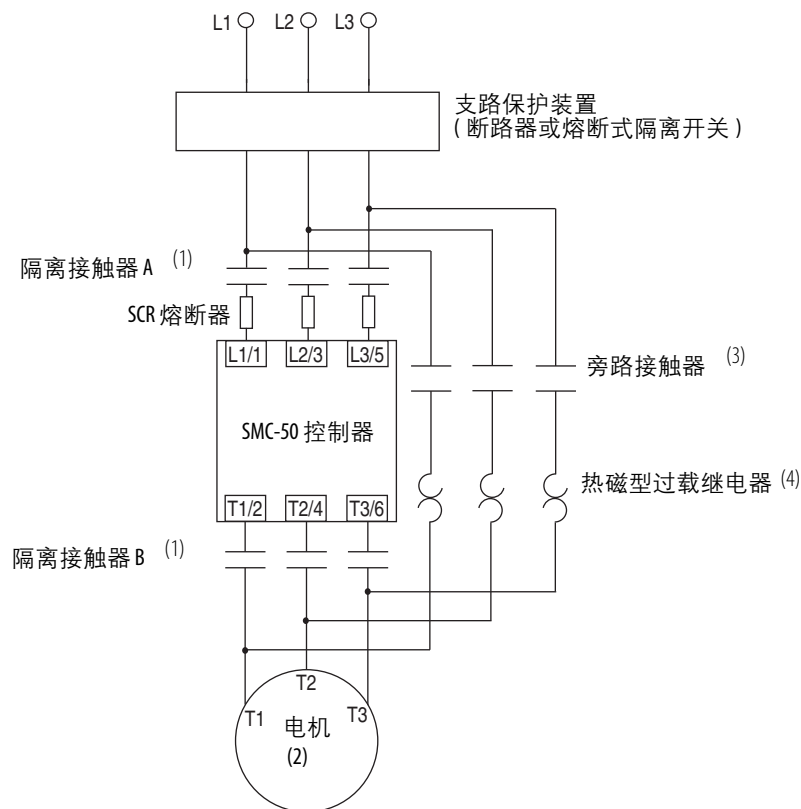 L1 L2 L3
支路保护装置
(断路器或熔断式隔离开关)
隔离接触器 A (1)
SCR 熔断器
L1/1 L2/3 L3/5
旁路接触器 (3)
SMC-50 控制器
热磁型过载继电器 (4)
T1/2 T2/4 T3/6
隔离接触器 B (1)
T2
T1 T3
电机
(2)